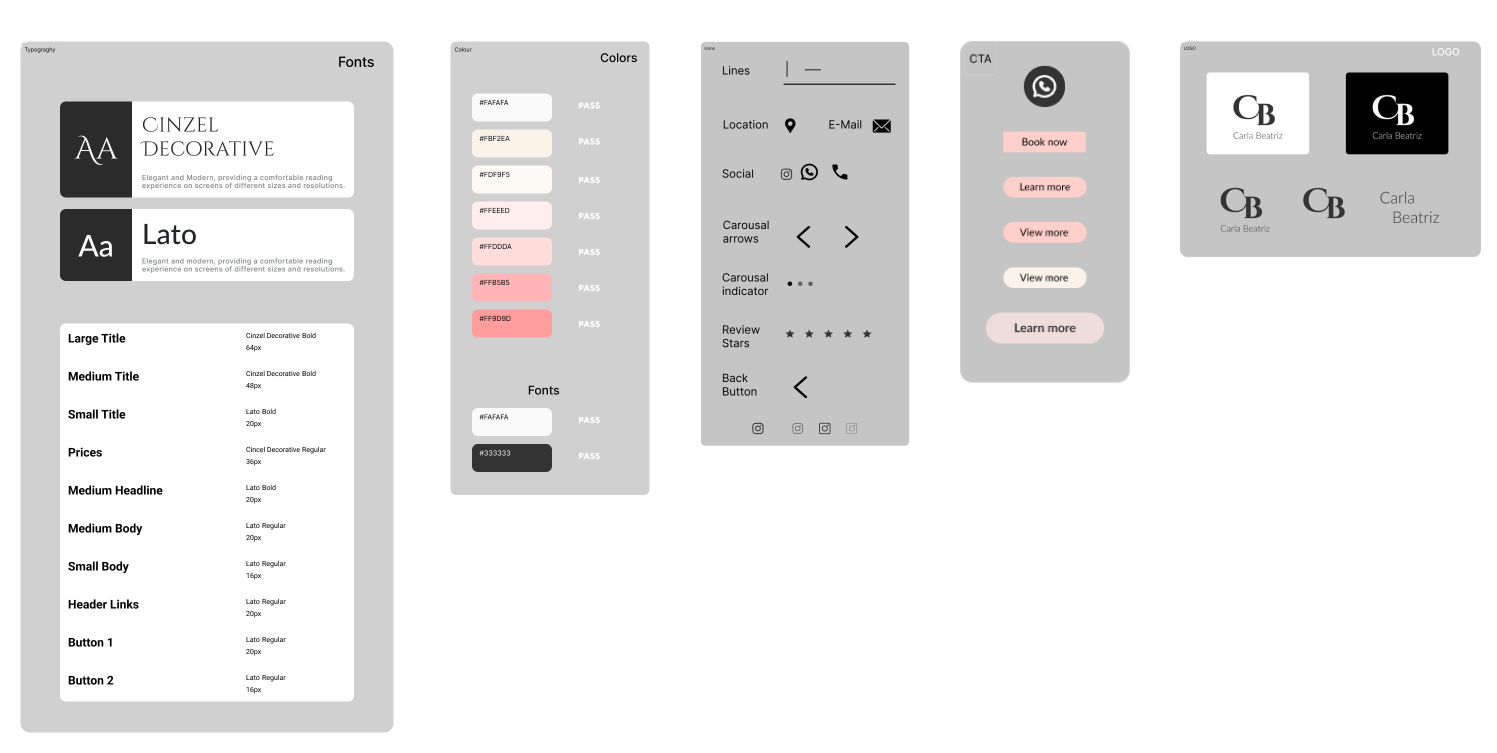 Typograghy
Fonts
AA
Cinzel
Decorative
Elegant and Modern, providing a comfortable reading
experience on screens of different sizes and resolutions.
Aa
Lato
Elegant and modern, providing a comfortable reading
experience on screens of different sizes and resolutions.
Large Title
Cinzel Decorative Bold
64px
Medium Title
Cinzel Decorative Bold
48px
Small Title
Lato Bold
20px
Prices
Cincel Decorative Regular
36px
Medium Headline
Lato Bold
20px
Medium Body
Lato Regular
20px
Small Body
Lato Regular
16px
Header Links
Lato Regular
20px
Button 1
Lato Regular
20px
Button 2
Lato Regular
16px
Colour
Colors
#FAFAFA PASS
#FBF2EA PASS
#FDF9F5 PASS
#FFEEED PASS
#FFDDDA PASS
#FFB5B5 PASS
#FF9D9D PASS
Fonts
#FAFAFA PASS
#333333 PASS
Lines
Location
E-Mail
Social
Carousal
arrows
Carousal
indicator
Review
Stars
Back
Button
CTA
Book now
Learn more
View more
View more
Learn more
LOGO
LOGO
CB
Carla Beatriz
CB
Carla Beatriz
CB
Carla Beatriz
CB
Carla
Beatriz